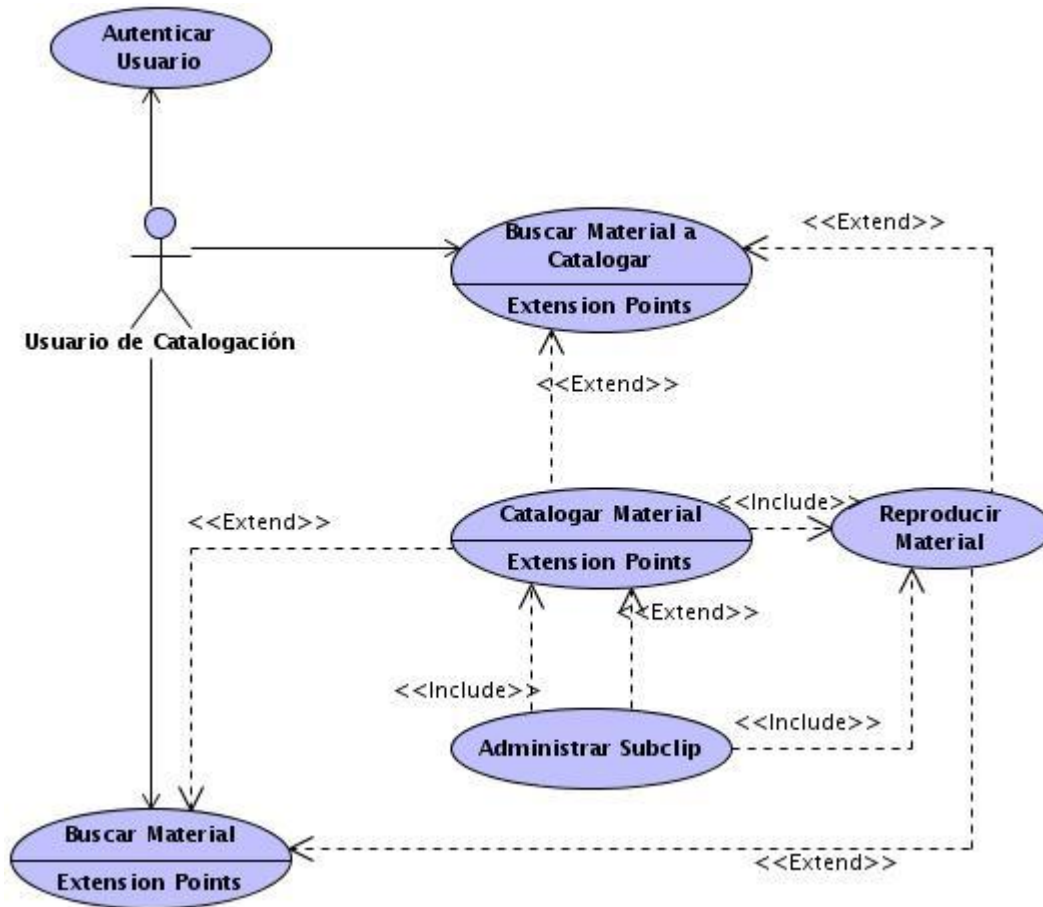 Autenticar
Usuario
Buscar Material a
Catalogar
Extension Points
<<Extend>>
Usuario de Catalogación
<<Extend>>
<<Extend>>
Catalogar Material
Extension Points
<<Include>>
Reproducir
Material
<<Extend>>
<<Include>>
Administrar Subclip
<<Include>>
Buscar Material
Extension Points
<<Extend>>